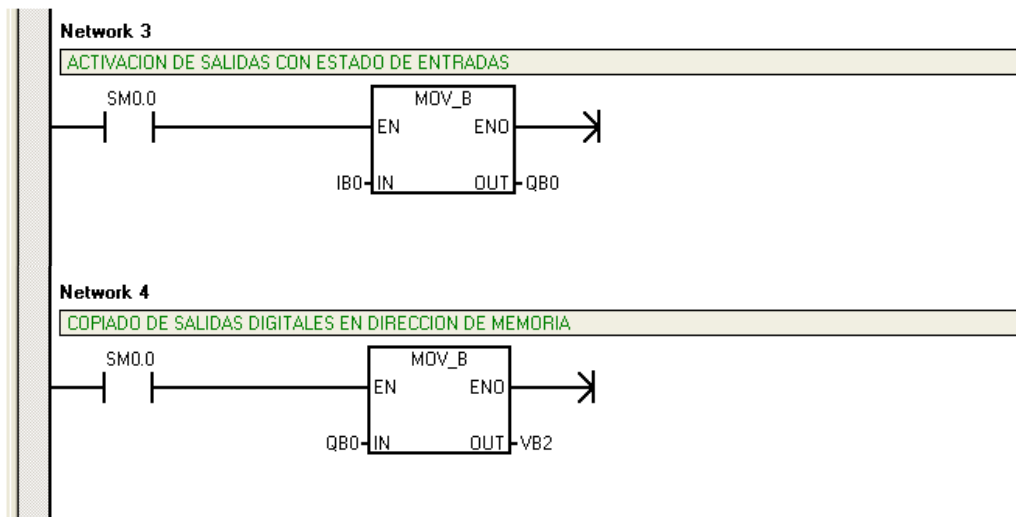 Network 3
ACTIVACION DE SALIDAS CON ESTADO DE ENTRADAS
SM0.0
MOV_B
EN ENO
IB0 IN OUT QB0
Network 4
COPIADO DE SALIDAS DIGITALES EN DIRECCION DE MEMORIA
SM0.0
MOV_B
EN ENO
QB0 IN OUT VB2